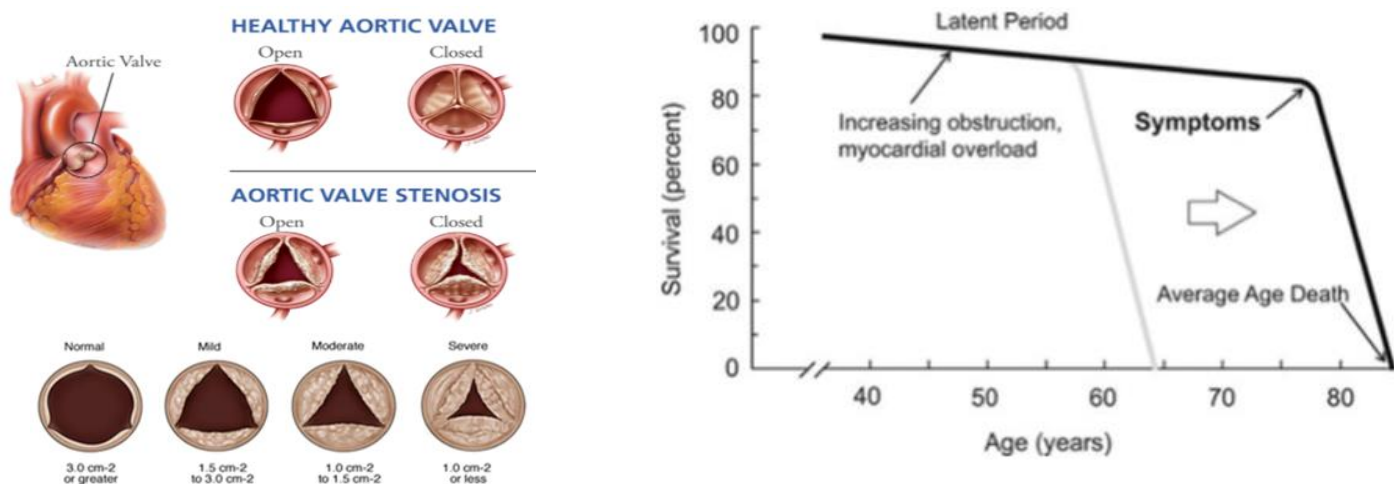 HEALTHY AORTIC VALVE
Open
Closed
Aortic Valve
AORTIC VALVE STENOSIS
Open
Closed
Normal
Mild
Moderate
Severe
3.0 cm-2
or greater
1.5 cm-2
to 3.0 cm-2
1.0 cm-2
to 1.5 cm-2
1.0 cm-2
or less
Latent Period
100
80
60
40
20
0
Survival (percent)
Increasing obstruction,
myocardial overload
Symptoms
Average Age Death
40
50
60
70
80
Age (years)